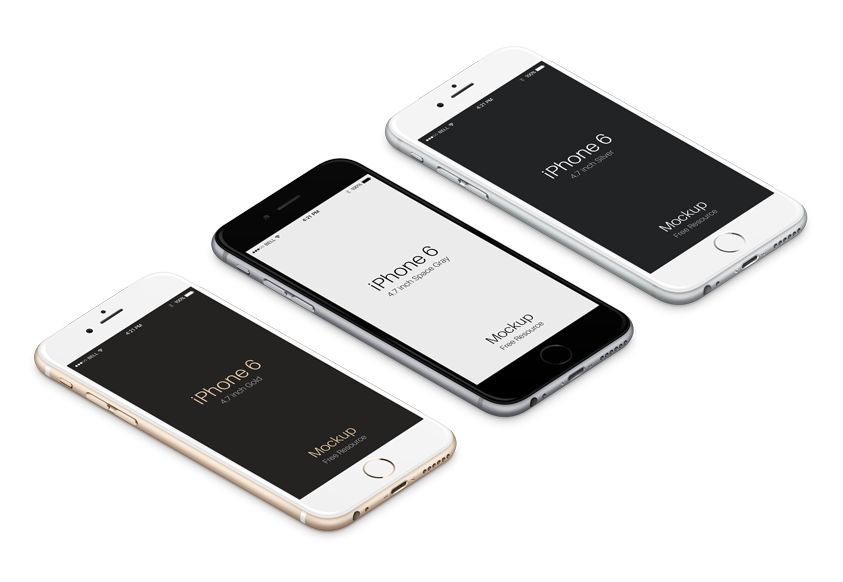 ●●●○○ BELL
4:21 PM
100%
iPhone 6
4.7 inch Silver
Mockup
Free Resource
●●●○○ BELL
4:21 PM
100%
iPhone 6
4.7 inch Space Gray
Mockup
Free Resource
●●●○○ BELL
4:21 PM
100%
iPhone 6
4.7 inch Gold
Mockup
Free Resource